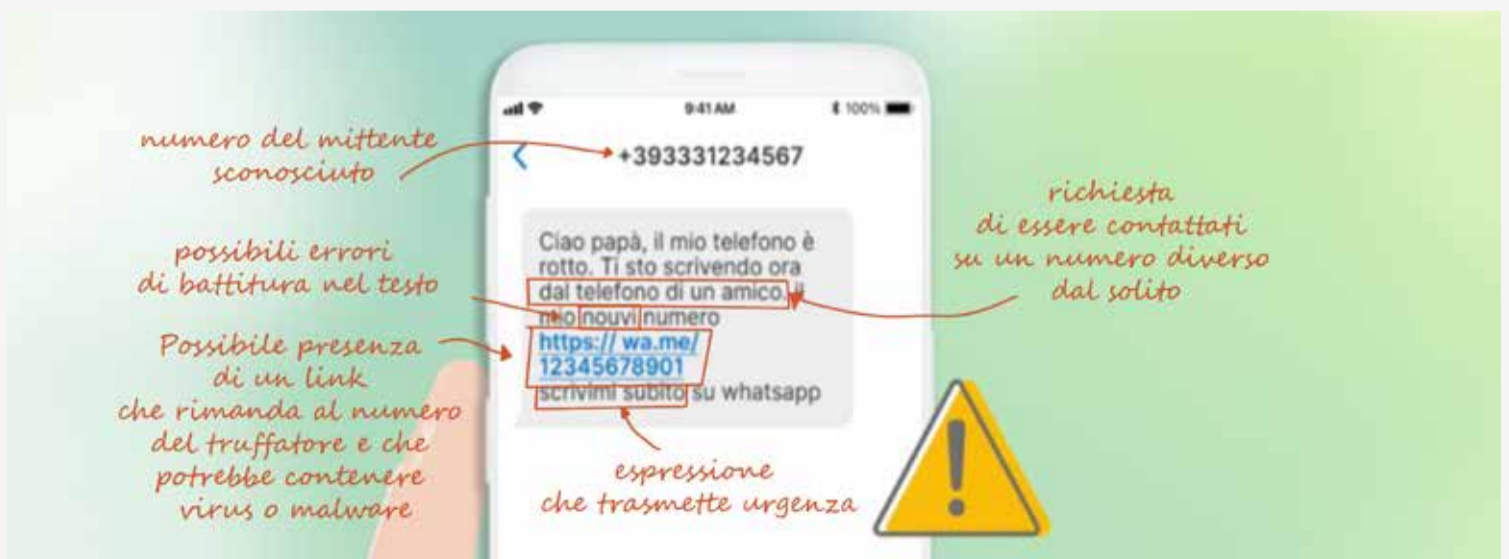 9:41 AM
100%
+393331234567
numero del mittente
sconosciuto
possibili errori
di battitura nel testo
Possibile presenza
di un link
che rimanda al numero
del truffatore e che
potrebbe contenere
virus o malware
Ciao papà, il mio telefono è
rotto. Ti sto scrivendo ora
dal telefono di un amico. il
mio nouvi numero
https:// wa.me/
12345678901
scrivimi subito su whatsapp
richiesta
di essere contattati
su un numero diverso
dal solito
espressione
che trasmette urgenza
!